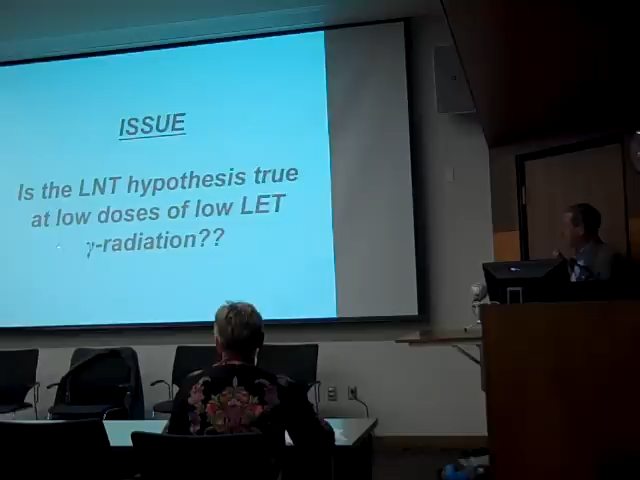 ISSUE
Is the LNT hypothesis true
at low doses of low LET
γ-radiation??